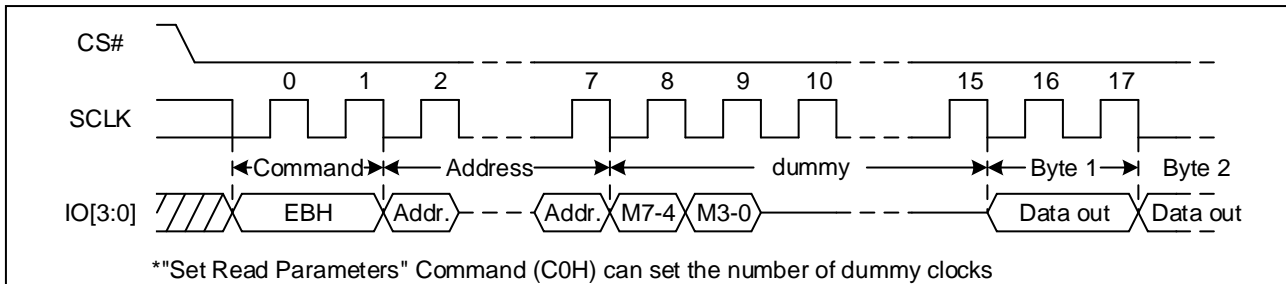 CS#
0 1 2 7 8 9 10 15 16 17
SCLK
Command Address dummy Byte 1 Byte 2
IO[3:0] EBH Addr. Addr. M7-4 M3-0 Data out Data out
*"Set Read Parameters" Command (C0H) can set the number of dummy clocks